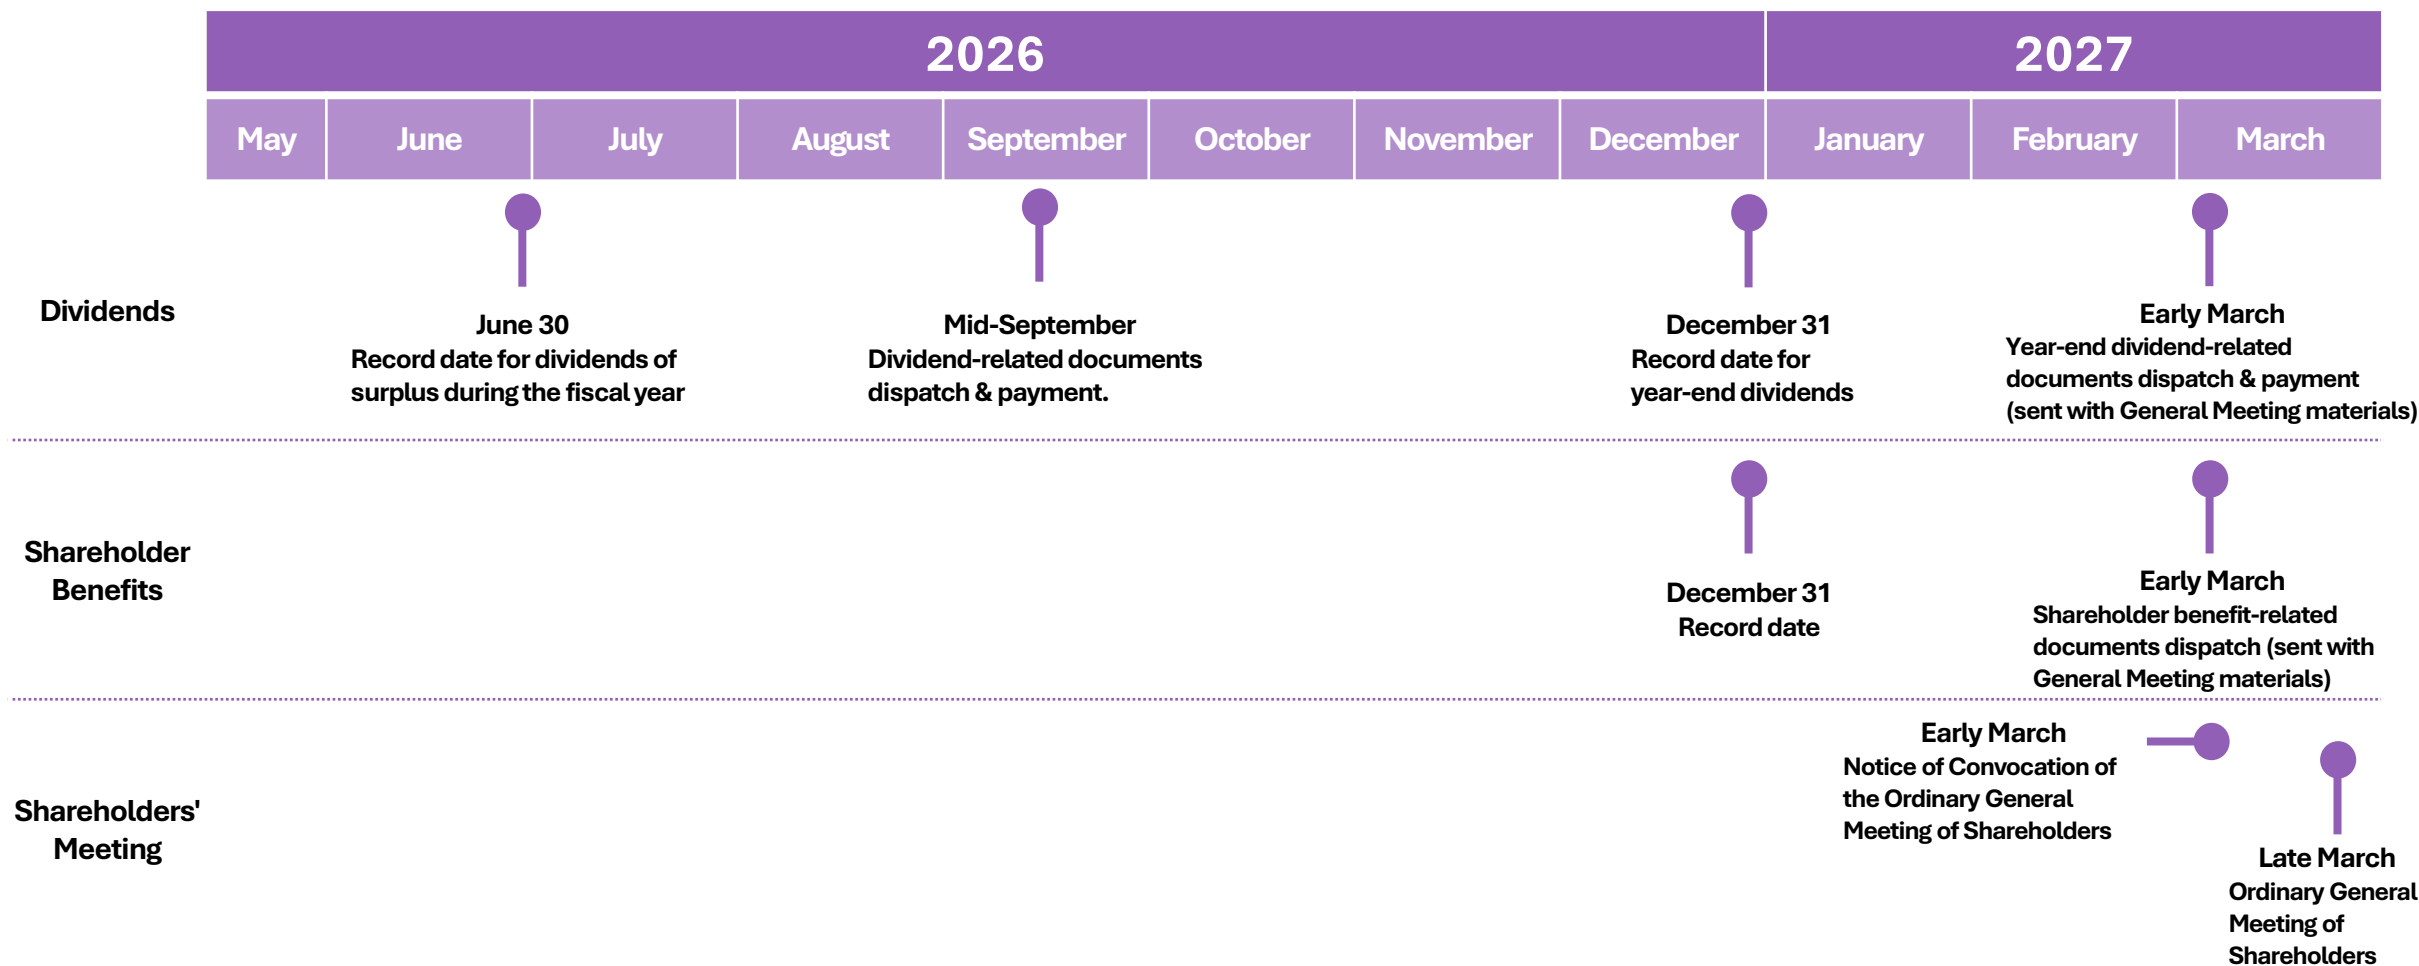 2026
2027
May
June
July
August
September
October
November
December
January
February
March
Dividends
June 30
Record date for dividends of
surplus during the fiscal year
Mid-September
Dividend-related documents
dispatch & payment.
December 31
Record date for
year-end dividends
Early March
Year-end dividend-related
documents dispatch & payment
(sent with General Meeting materials)
Shareholder
Benefits
December 31
Record date
Early March
Shareholder benefit-related
documents dispatch (sent with
General Meeting materials)
Shareholders'
Meeting
Early March
Notice of Convocation of
the Ordinary General
Meeting of Shareholders
Late March
Ordinary General
Meeting of
Shareholders